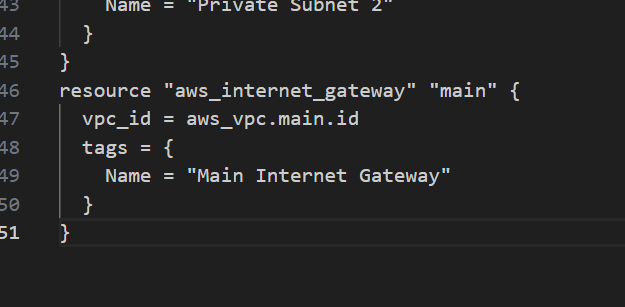 43 Name = "Private Subnet 2"
44 }
45 }
46 resource "aws_internet_gateway" "main" {
47 vpc_id = aws_vpc.main.id
48 tags = {
49 Name = "Main Internet Gateway"
50 }
51 }